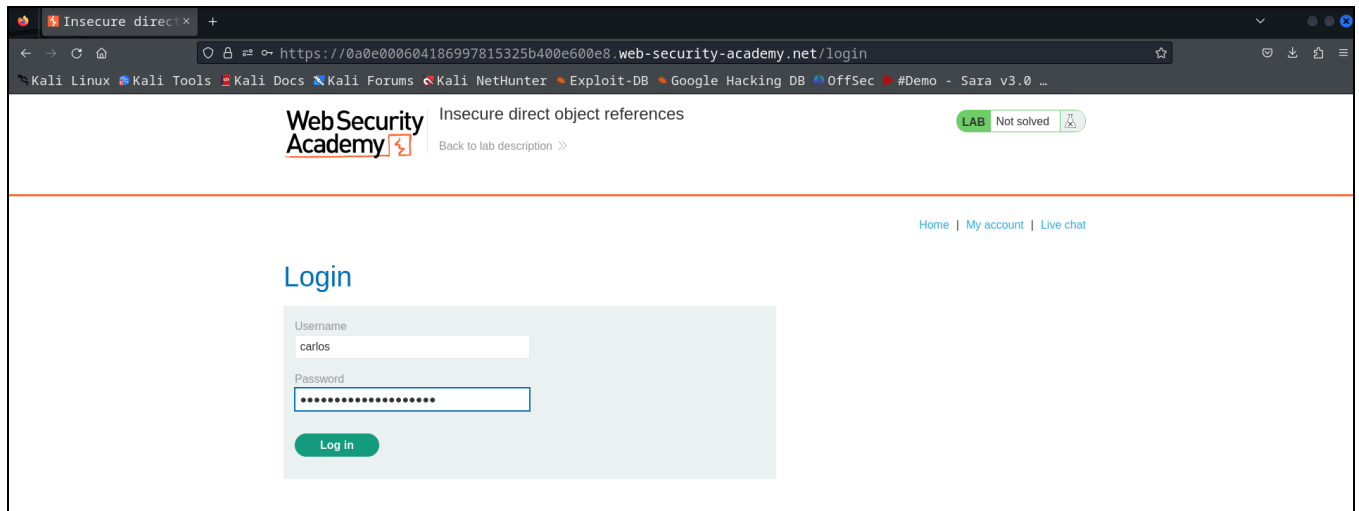 Insecure direct
https://0a0e000604186997815325b400e600e8.web-security-academy.net/login
Kali Linux Kali Tools Kali Docs Kali Forums Kali NetHunter Exploit-DB Google Hacking DB OffSec #Demo - Sara v3.0 …
WebSecurity
Academy
Insecure direct object references
Back to lab description
LAB Not solved
Home | My account | Live chat
Login
Username
carlos
Password
••••••••••••••••••••
Log in